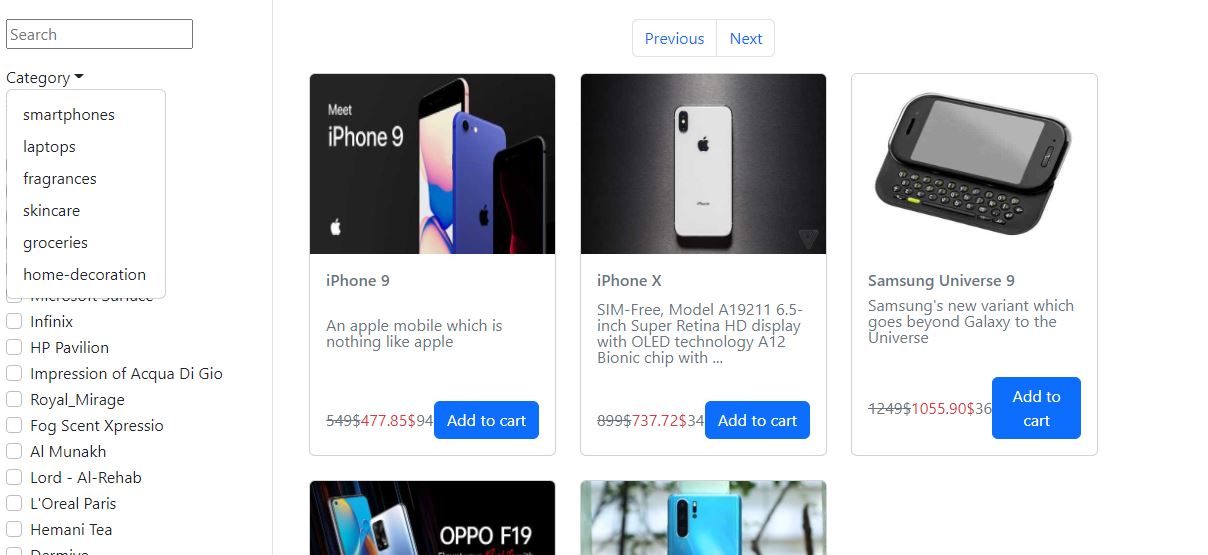 Search
Previous
Next
Category
smartphones
laptops
fragrances
skincare
groceries
home-decoration
Microsoft Surface
Infinix
HP Pavilion
Impression of Acqua Di Gio
Royal_Mirage
Fog Scent Xpressio
Al Munakh
Lord - Al-Rehab
L'Oreal Paris
Hemani Tea
Dermive
Meet
iPhone 9
iPhone 9
An apple mobile which is
nothing like apple
549$477.85$94
Add to cart
iPhone
iPhone X
SIM-Free, Model A19211 6.5-
inch Super Retina HD display
with OLED technology A12
Bionic chip with ...
899$737.72$34
Add to cart
Samsung Universe 9
Samsung's new variant which
goes beyond Galaxy to the
Universe
1249$1055.90$36
Add to
cart
OPPO F19